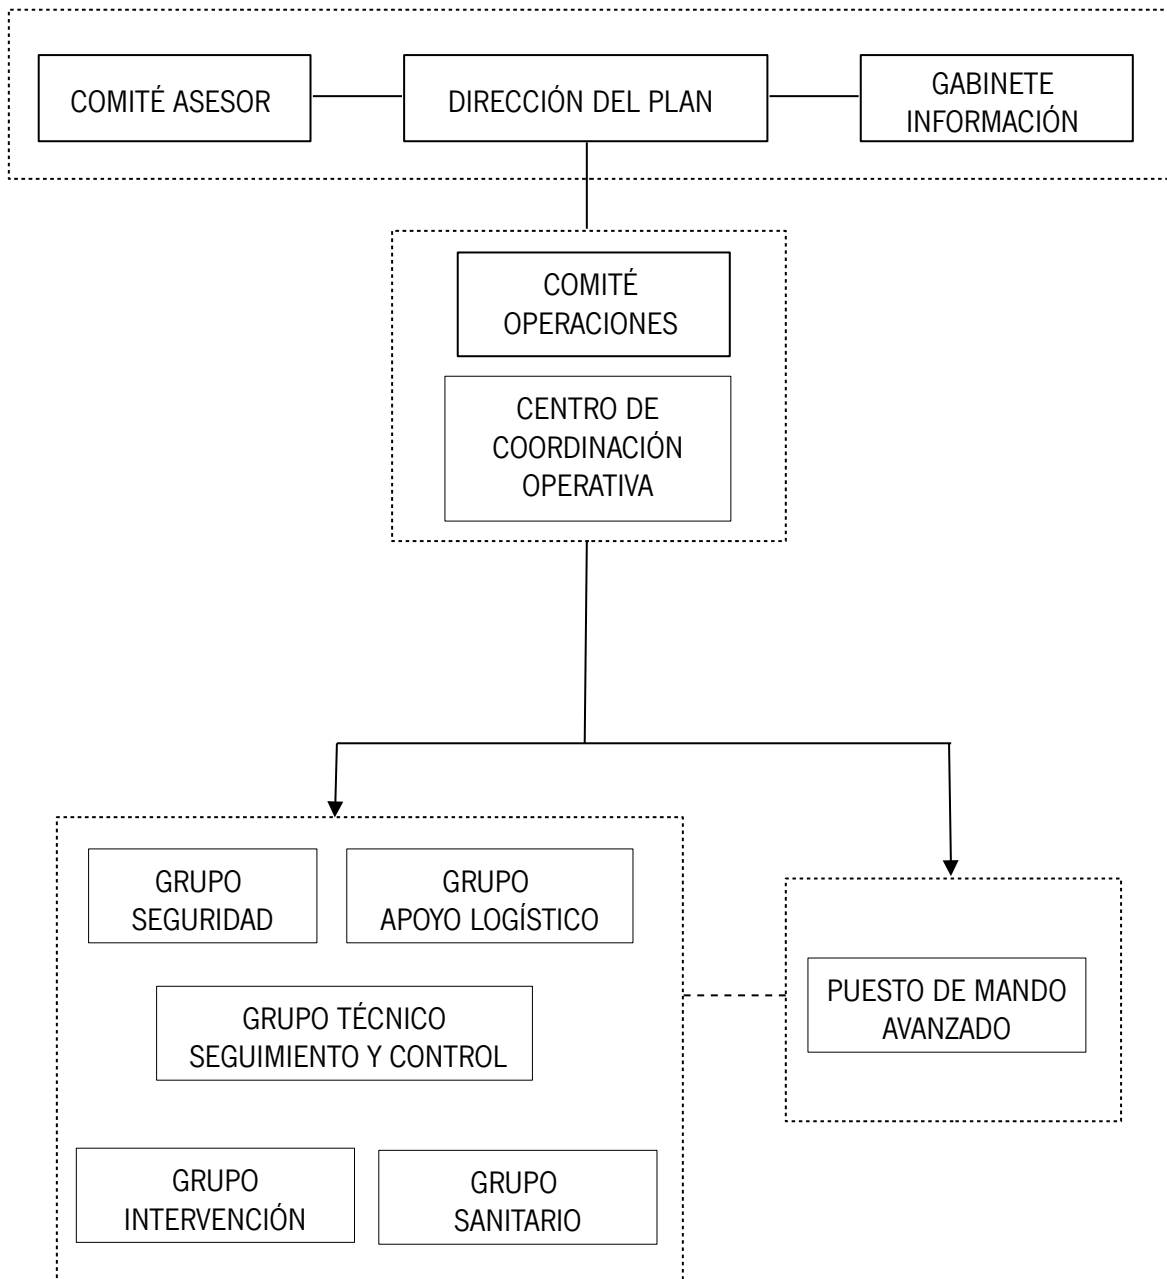 COMITÉ ASESOR
DIRECCIÓN DEL PLAN
GABINETE
INFORMACIÓN
COMITÉ
OPERACIONES
CENTRO DE
COORDINACIÓN
OPERATIVA
GRUPO
SEGURIDAD
GRUPO
APOYO LOGÍSTICO
GRUPO TÉCNICO
SEGUIMIENTO Y CONTROL
PUESTO DE MANDO
AVANZADO
GRUPO
INTERVENCIÓN
GRUPO
SANITARIO